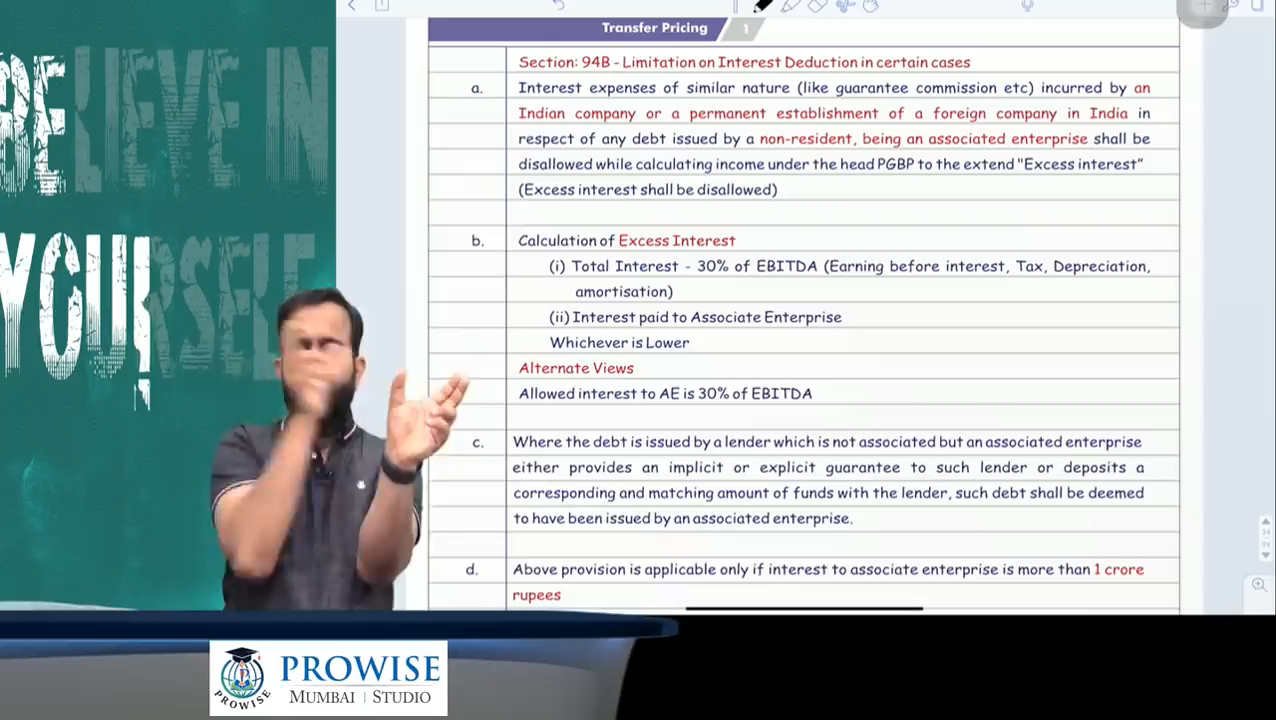 BELIEVE IN
YOURSELF
!
Transfer Pricing 1
Section: 94B - Limitation on Interest Deduction in certain cases
a. Interest expenses of similar nature (like guarantee commission etc) incurred by an
Indian company or a permanent establishment of a foreign company in India in
respect of any debt issued by a non-resident, being an associated enterprise shall be
disallowed while calculating income under the head PGBP to the extend "Excess interest"
(Excess interest shall be disallowed)
b. Calculation of Excess Interest
(i) Total Interest - 30% of EBITDA (Earning before interest, Tax, Depreciation,
amortisation)
(ii) Interest paid to Associate Enterprise
Whichever is Lower
Alternate Views
Allowed interest to AE is 30% of EBITDA
c. Where the debt is issued by a lender which is not associated but an associated enterprise
either provides an implicit or explicit guarantee to such lender or deposits a
corresponding and matching amount of funds with the lender, such debt shall be deemed
to have been issued by an associated enterprise.
d. Above provision is applicable only if interest to associate enterprise is more than 1 crore
rupees
PROWISE
PROWISE
MUMBAI | STUDIO